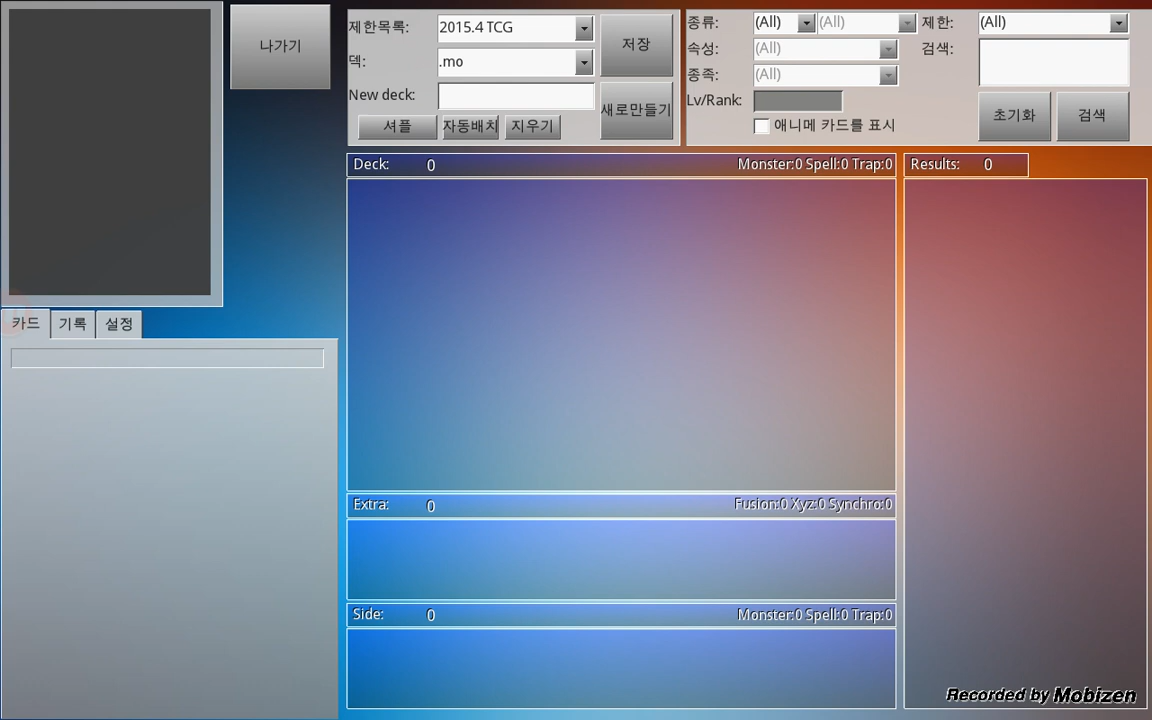 나가기
제한목록: 2015.4 TCG
덱: .mo
저장
New deck:
새로만들기
셔플 자동배치 지우기
종류: (All) (All) 제한: (All)
속성: (All) 검색:
종족: (All)
Lv/Rank:
애니메 카드를 표시
초기화 검색
Deck: 0 Monster:0 Spell:0 Trap:0
Results: 0
카드 기록 설정
Extra: 0 Fusion:0 Xyz:0 Synchro:0
Side: 0 Monster:0 Spell:0 Trap:0
Recorded by Mobizen